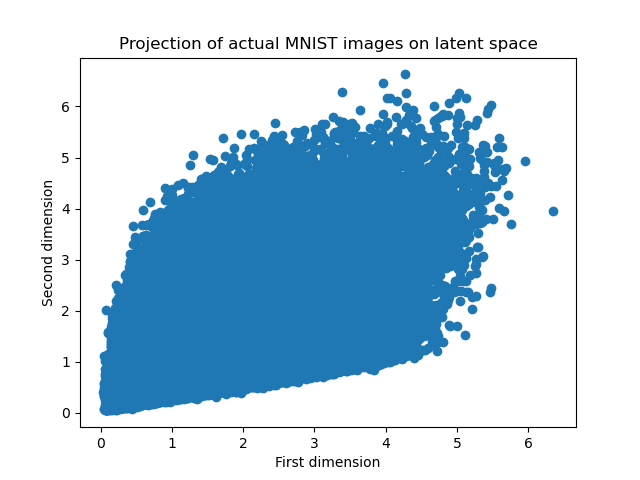 Projection of actual MNIST images on latent space
6
5
4
3
2
1
0
Second dimension
0 1 2 3 4 5 6
First dimension